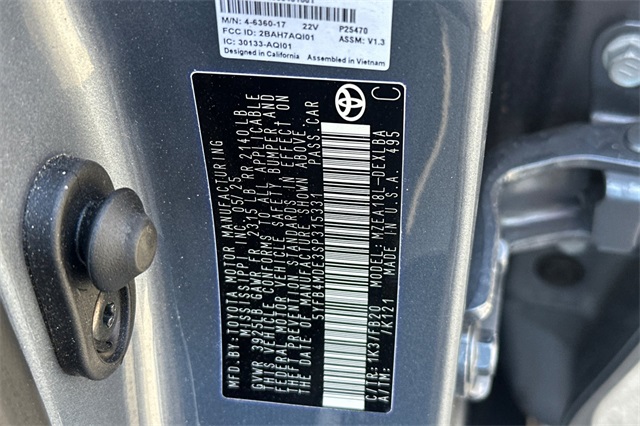 M/N: 4-6360-17 22V P25470
FCC ID: 2BAH7AQI01
IC: 30133-AQI01 ASSM: V1.3
Designed in California Assembled in Vietnam
MFD.BY: TOYOTA MOTOR MANUFACTURING
MISSISSIPPI, INC. 05/25
GVWR 3925LB GAWR FR 2315LB RR 2140LB
THIS VEHICLE CONFORMS TO ALL APPLICABLE
FEDERAL MOTOR VEHICLE SAFETY BUMPER AND
THEFT PREVENTION STANDARDS IN EFFECT ON
THE DATE OF MANUFACTURE SHOWN ABOVE.
5YFB4MDE3SP315331 PASS.CAR
C
C/TR: 1K3/FB20 MODEL: MZEA18L-DEXLBA
A/TM: /K121 MADE IN U.S.A. 495